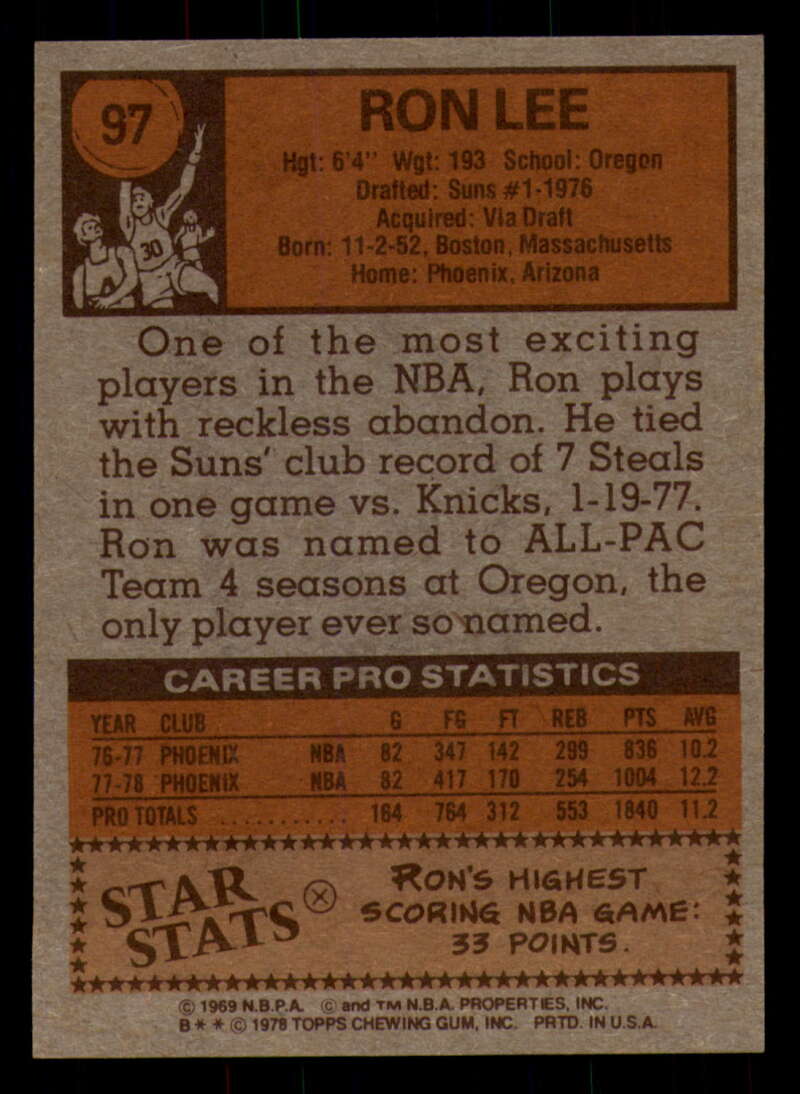 97
RON LEE
Hgt: 6'4" Wgt: 193 School: Oregon
Drafted: Suns #1-1976
Acquired: Via Draft
Born: 11-2-52, Boston, Massachusetts
Home: Phoenix, Arizona
30
One of the most exciting
players in the NBA, Ron plays
with reckless abandon. He tied
the Suns' club record of 7 Steals
in one game vs. Knicks, 1-19-77.
Ron was named to ALL-PAC
Team 4 seasons at Oregon, the
only player ever so named.
CAREER PRO STATISTICS
YEAR CLUB G FG FT REB PTS AVG
76-77 PHOENIX NBA 82 347 142 299 836 10.2
77-78 PHOENIX NBA 82 417 170 254 1004 12.2
PRO TOTALS ........... 164 764 312 553 1840 11.2
STAR
STATS
RON'S HIGHEST
SCORING NBA GAME:
33 POINTS.
© 1969 N.B.P.A. © and TM N.B.A. PROPERTIES, INC.
B * * © 1978 TOPPS CHEWING GUM, INC. PRTD. IN U.S.A.